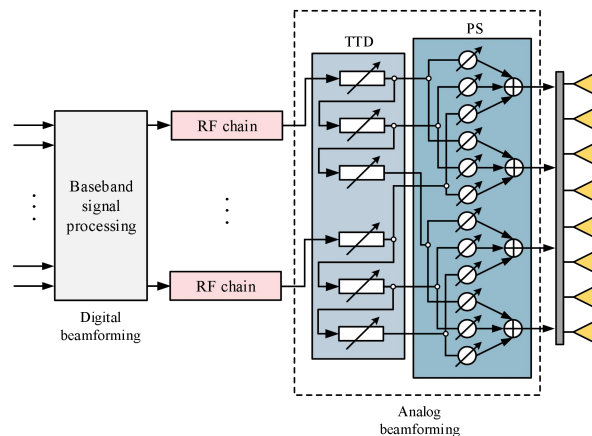 TTD
PS
Baseband
signal
processing
RF chain
RF chain
Digital
beamforming
Analog
beamforming